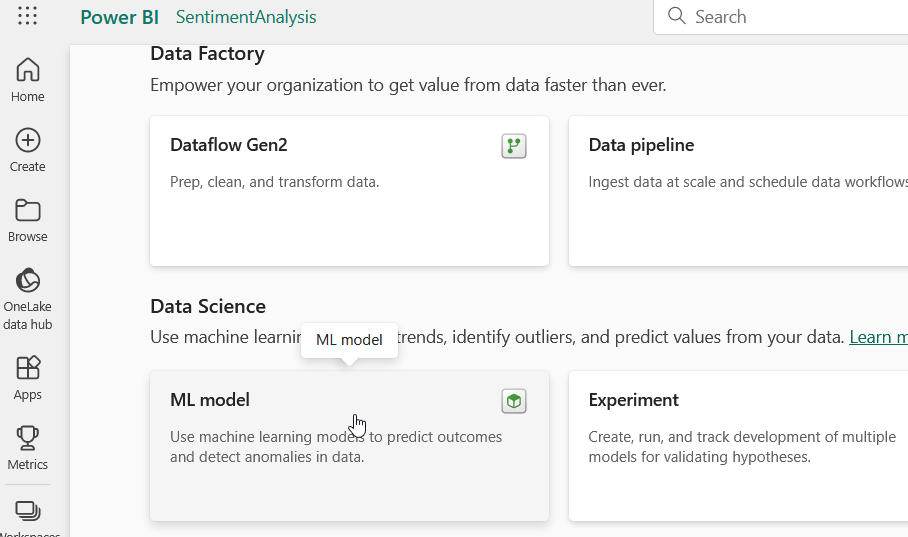 Power BI SentimentAnalysis
Search
Home
Create
Browse
OneLake
data hub
Apps
Metrics
Workspaces
Data Factory
Empower your organization to get value from data faster than ever.
Dataflow Gen2
Prep, clean, and transform data.
Data pipeline
Ingest data at scale and schedule data workflows
Data Science
Use machine trends, identify outliers, and predict values from your data. Learn
ML model
ML model
Use machine learning models to predict outcomes
and detect anomalies in data.
Experiment
Create, run, and track development of multiple
models for validating hypotheses.